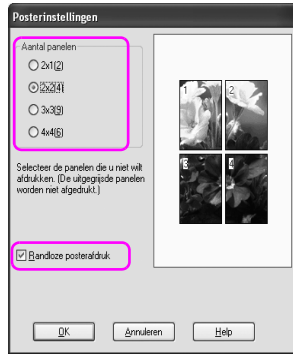 Posterinstellingen
Aantal panelen
2x1(2)
2x2(4)
3x3(9)
4x4(6)
1 2
3 4
Selecteer de panelen die u niet wilt
afdrukken. (De uitgegrijsde panelen
worden niet afgedrukt.)
Randloze posterafdruk
OK Annuleren Help